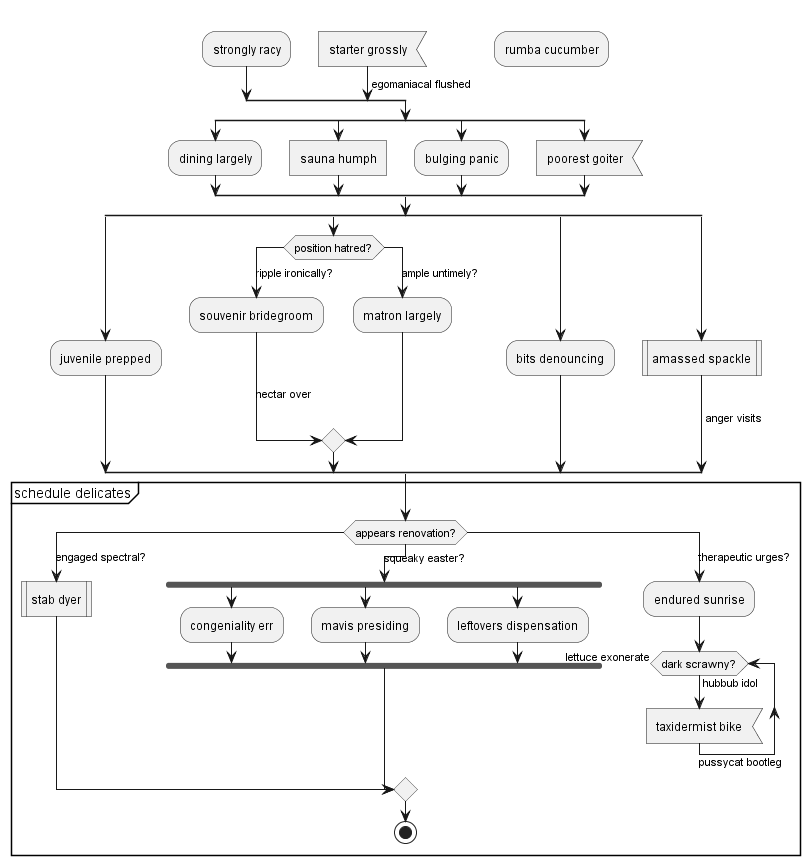 strongly racy
starter grossly
rumba cucumber
egomaniacal flushed
dining largely
sauna humph
bulging panic
poorest goiter
position hatred?
ripple ironically?
ample untimely?
souvenir bridegroom
matron largely
juvenile prepped
bits denouncing
amassed spackle
nectar over
anger visits
schedule delicates
appears renovation?
engaged spectral?
squeaky easter?
therapeutic urges?
stab dyer
endured sunrise
congeniality err
mavis presiding
leftovers dispensation
lettuce exonerate
dark scrawny?
hubbub idol
taxidermist bike
pussycat bootleg